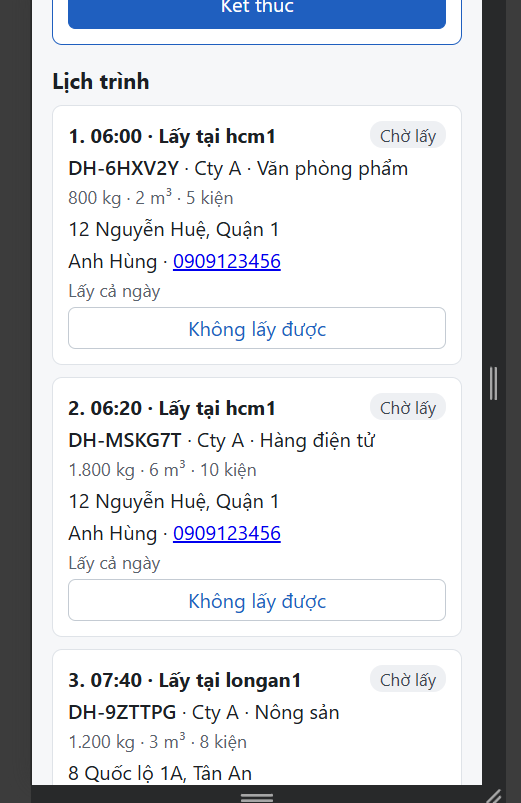 Kết thúc
Lịch trình
1. 06:00 · Lấy tại hcm1
Chờ lấy
DH-6HXV2Y · Cty A · Văn phòng phẩm
800 kg · 2 m³ · 5 kiện
12 Nguyễn Huệ, Quận 1
Anh Hùng · 0909123456
Lấy cả ngày
Không lấy được
2. 06:20 · Lấy tại hcm1
Chờ lấy
DH-MSKG7T · Cty A · Hàng điện tử
1.800 kg · 6 m³ · 10 kiện
12 Nguyễn Huệ, Quận 1
Anh Hùng · 0909123456
Lấy cả ngày
Không lấy được
3. 07:40 · Lấy tại longan1
Chờ lấy
DH-9ZTTPG · Cty A · Nông sản
1.200 kg · 3 m³ · 8 kiện
8 Quốc lộ 1A, Tân An